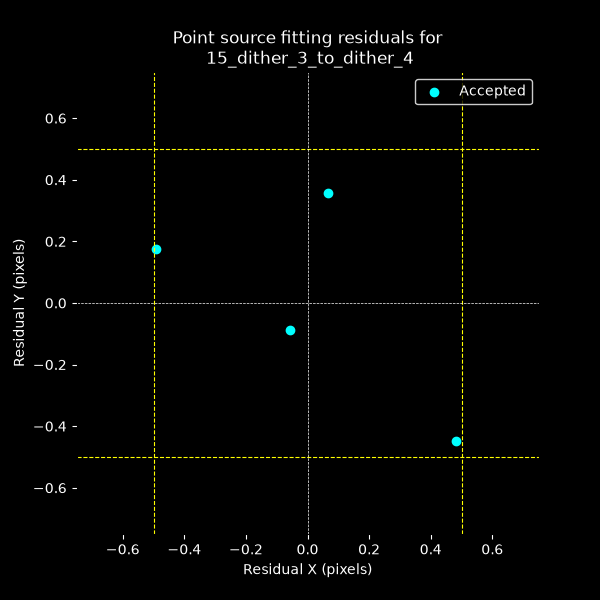 Point source fitting residuals for
15_dither_3_to_dither_4
Accepted
Residual Y (pixels)
0.6
0.4
0.2
0.0
−0.2
−0.4
−0.6
−0.6
−0.4
−0.2
0.0
0.2
0.4
0.6
Residual X (pixels)